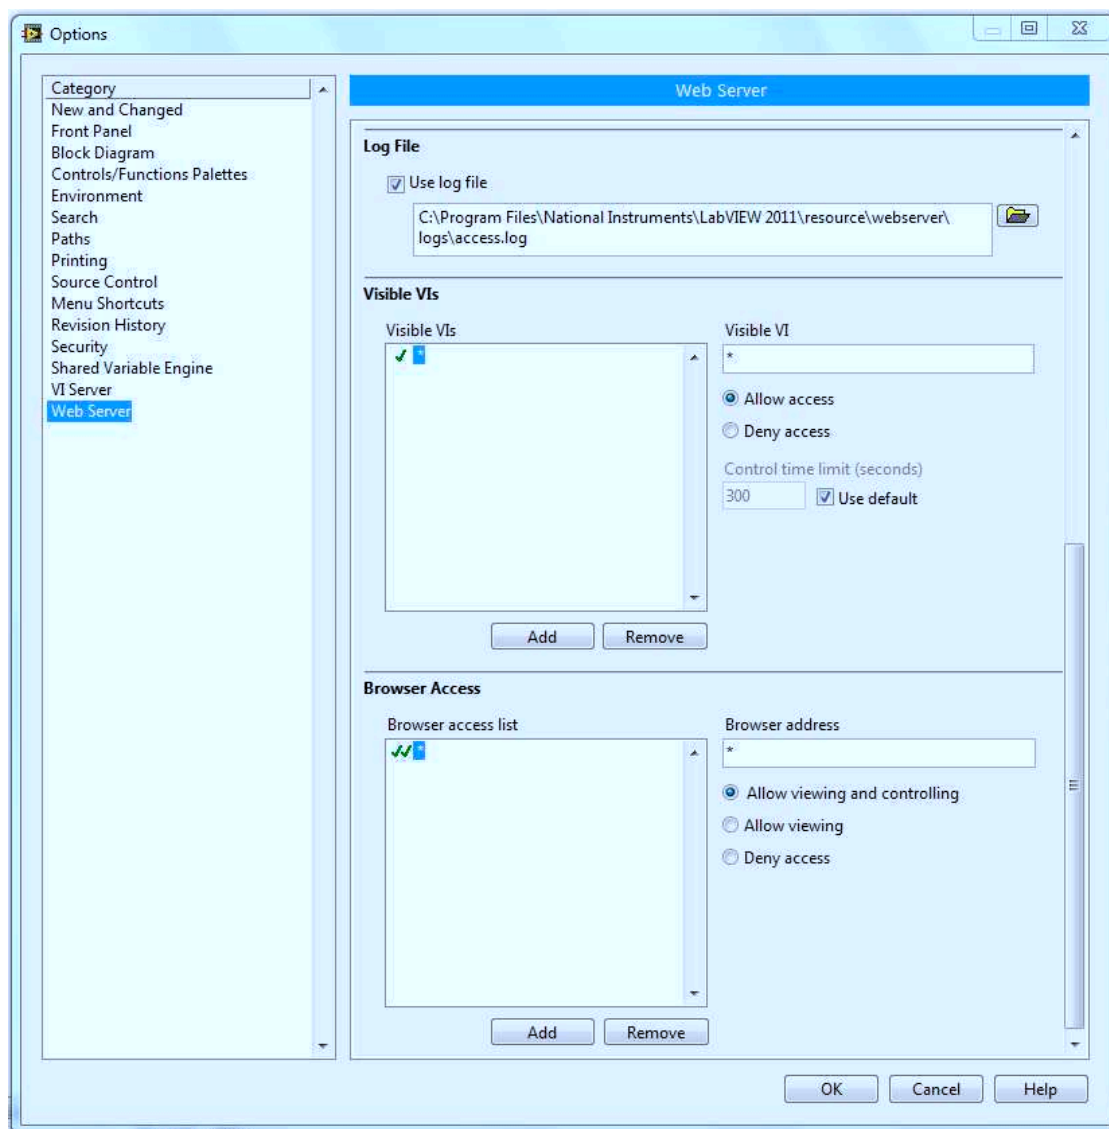 Options
Category
New and Changed
Front Panel
Block Diagram
Controls/Functions Palettes
Environment
Search
Paths
Printing
Source Control
Menu Shortcuts
Revision History
Security
Shared Variable Engine
VI Server
Web Server
Web Server
Log File
Use log file
C:\Program Files\National Instruments\LabVIEW 2011\resource\webserver\
logs\access.log
Visible VIs
Visible VIs
*
Add
Remove
Visible VI
*
Allow access
Deny access
Control time limit (seconds)
300
Use default
Browser Access
Browser access list
*
Add
Remove
Browser address
*
Allow viewing and controlling
Allow viewing
Deny access
OK
Cancel
Help